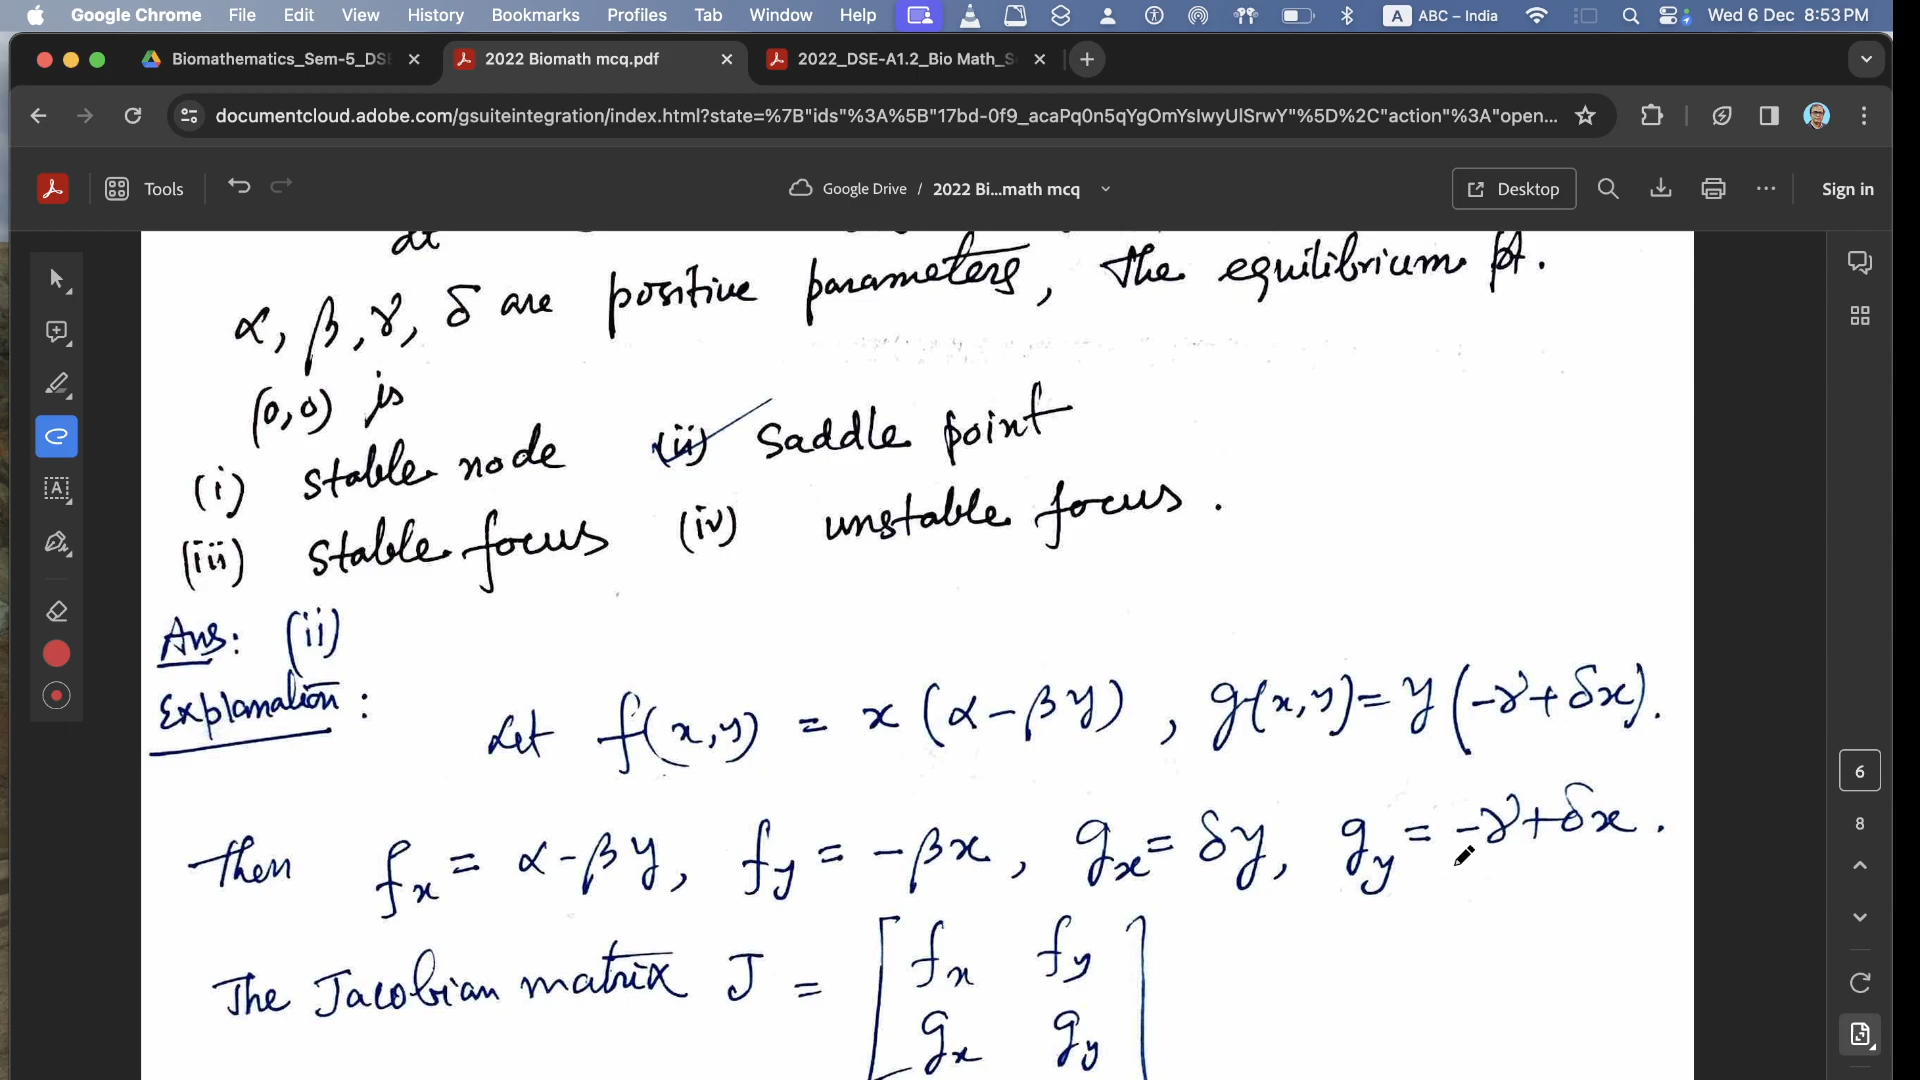 Google Chrome File Edit View History Bookmarks Profiles Tab Window Help A ABC – India Wed 6 Dec 8:53 PM
Biomathematics_Sem-5_DSE 2022 Biomath mcq.pdf 2022_DSE-A1.2_Bio Math_S
documentcloud.adobe.com/gsuiteintegration/index.html?state=%7B"ids"%3A%5B"17bd-0f9_acaPq0n5qYgOmYsIwyUlSrwY"%5D%2C"action"%3A"open...
Tools Google Drive / 2022 Bi...math mcq Desktop Sign in
dt
α, β, γ, δ are positive parameters, the equilibrium pt.
(0,0) is
(i) stable node (ii) saddle point
(iii) stable focus (iv) unstable focus.
Ans: (ii)
Explanation:
Let f(x,y) = x(α-βy), g(x,y)= y(-γ+δx).
Then fx = α-βy, fy = -βx, gx = δy, gy = -γ+δx.
The Jacobian matrix J = [ fx fy
gx gy ]
6
8